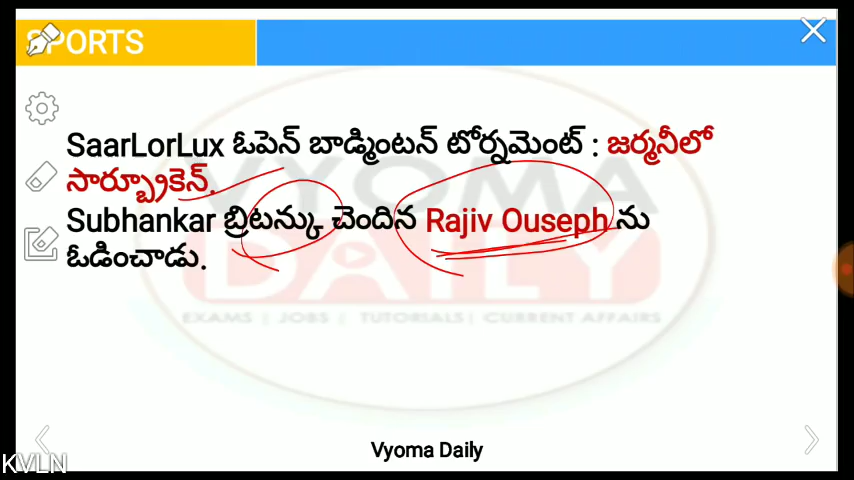 SPORTS
SaarLorLux ఓపెన్ బాడ్మింటన్ టోర్నమెంట్ : జర్మనీలో
సార్బ్రూకెన్.
Subhankar బ్రిటన్కు చెందిన Rajiv Ouseph ను
ఓడించాడు.
VYOMA
DAILY
EXAMS | JOBS | TUTORIALS | CURRENT AFFAIRS
Vyoma Daily
KVLN